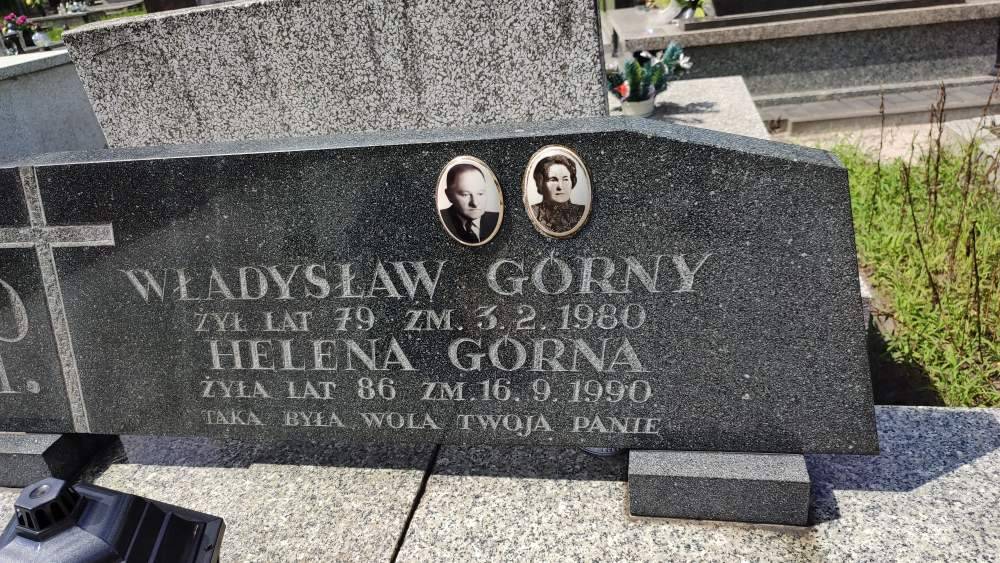 WŁADYSŁAW GÓRNY
ŻYŁ LAT 79 ZM. 3.2.1980
HELENA GÓRNA
ŻYŁA LAT 86 ZM. 16.9.1990
TAKA BYŁA WOLA TWOJA PANIE